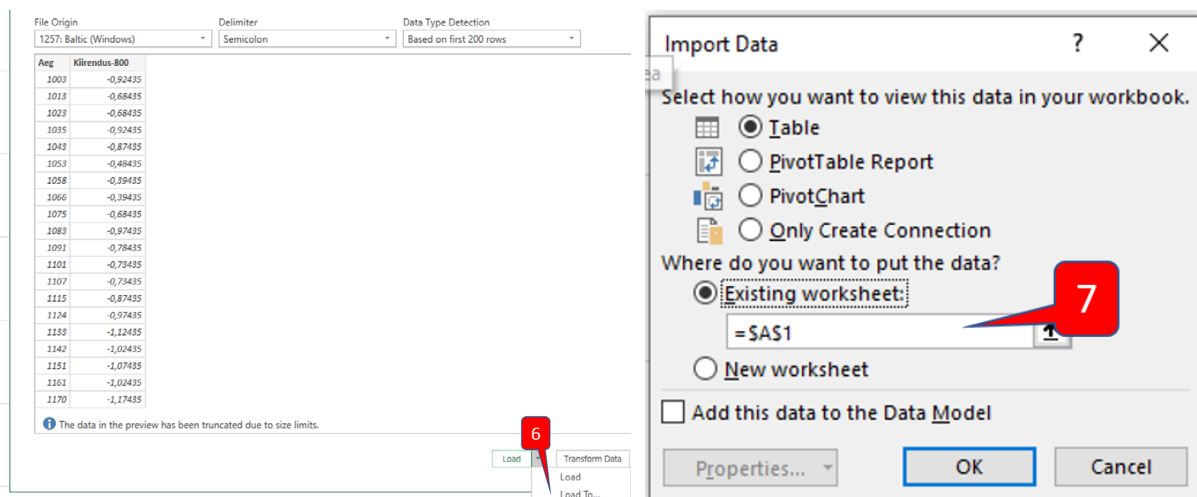 File Origin Delimiter Data Type Detection
1257: Baltic (Windows) Semicolon Based on first 200 rows
Aeg Kiirendus-800
1003 -0,92435
1013 -0,68435
1023 -0,68435
1035 -0,92435
1043 -0,87435
1053 -0,48435
1058 -0,39435
1066 -0,39435
1075 -0,68435
1083 -0,97435
1091 -0,78435
1101 -0,73435
1107 -0,73435
1115 -0,87435
1124 -0,97435
1133 -1,12435
1142 -1,02435
1151 -1,07435
1161 -1,02435
1170 -1,17435
The data in the preview has been truncated due to size limits.
6
Load Transform Data
Load
Load To...
Import Data ? ×
ea
Select how you want to view this data in your workbook.
Table
PivotTable Report
PivotChart
Only Create Connection
Where do you want to put the data?
Existing worksheet:
7
=$A$1
New worksheet
Add this data to the Data Model
Properties... OK Cancel